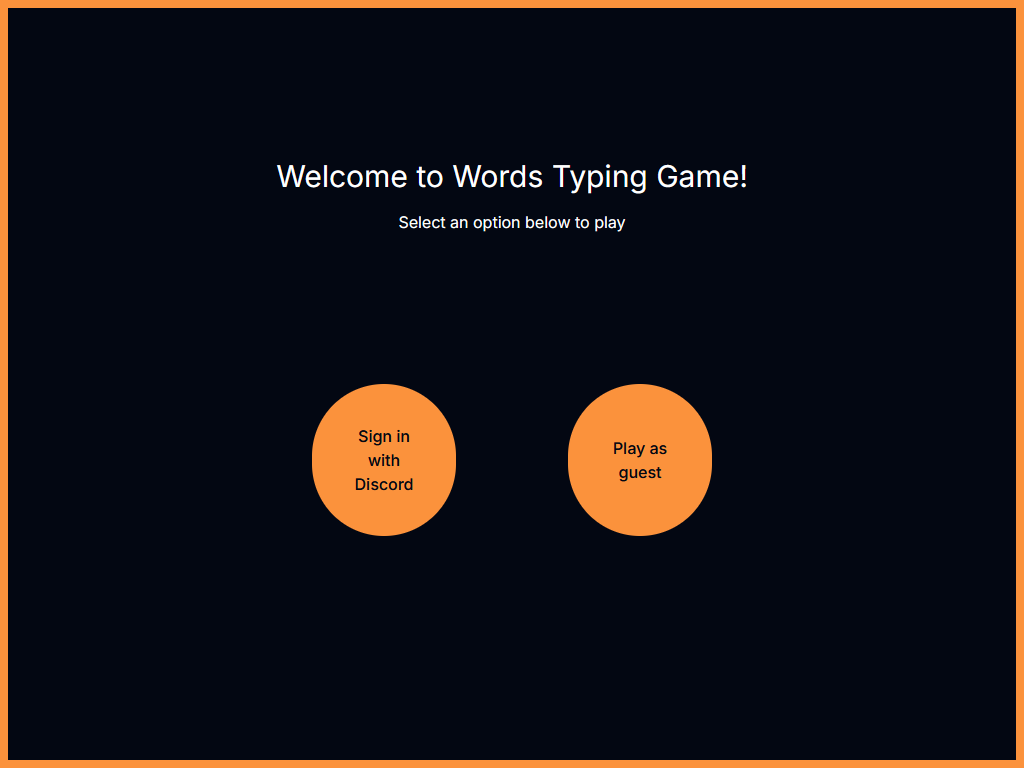 Welcome to Words Typing Game!
Select an option below to play
Sign in
with
Discord
Play as
guest